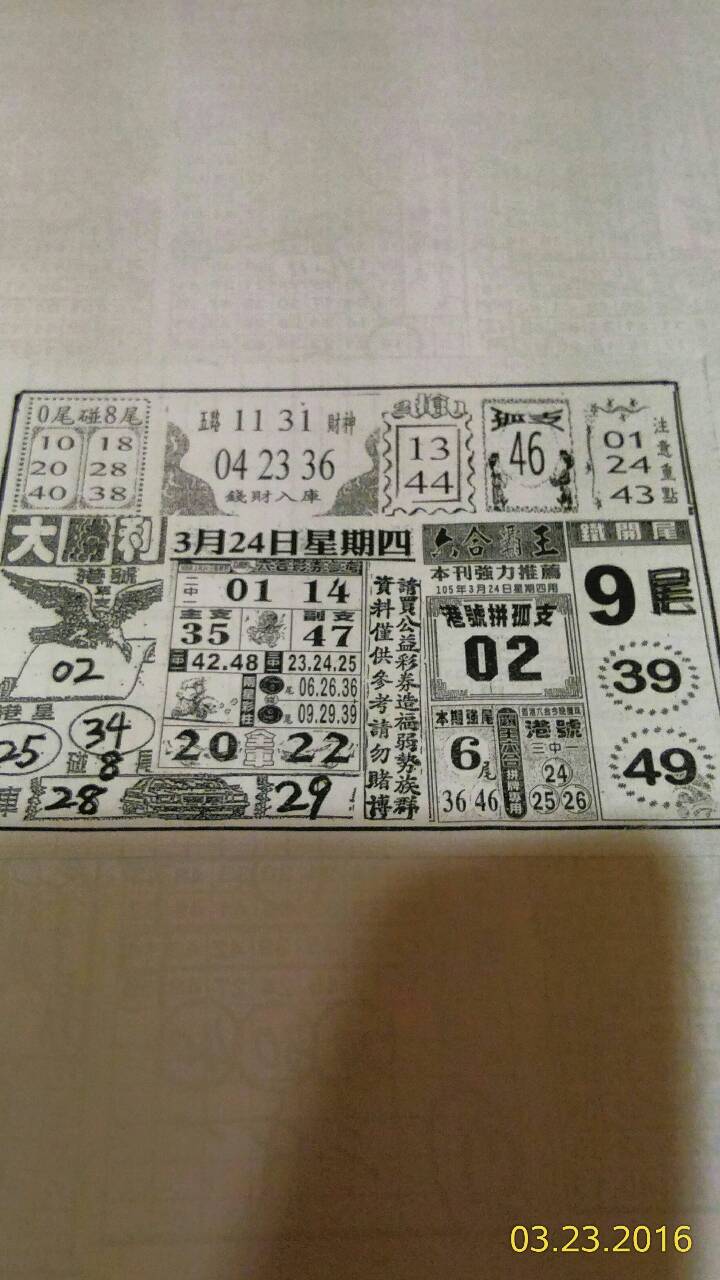 0尾碰8尾
10 18
20 28
40 38
五路 11 31 財神
04 23 36
錢財入庫
13
44
孤支
46
注意重點
01
24
43
大 利
港號
02
25
34
碰
8尾
車 28 29
3月24日星期四
二中一 01 14
主支 副支
35 47
42.48 23.24.25
6尾 06.26.36
9尾 09.29.39
20 22
請買公益彩券造福弱勢族群
資料僅供參考請勿賭博
六合霸王
本刊強力推薦
105年3月24日星期四用
港號拼孤支
02
本期強尾
6尾
36 46
港號
三中一
24
25 26
鐵開尾
9尾
39
49
03.23.2016